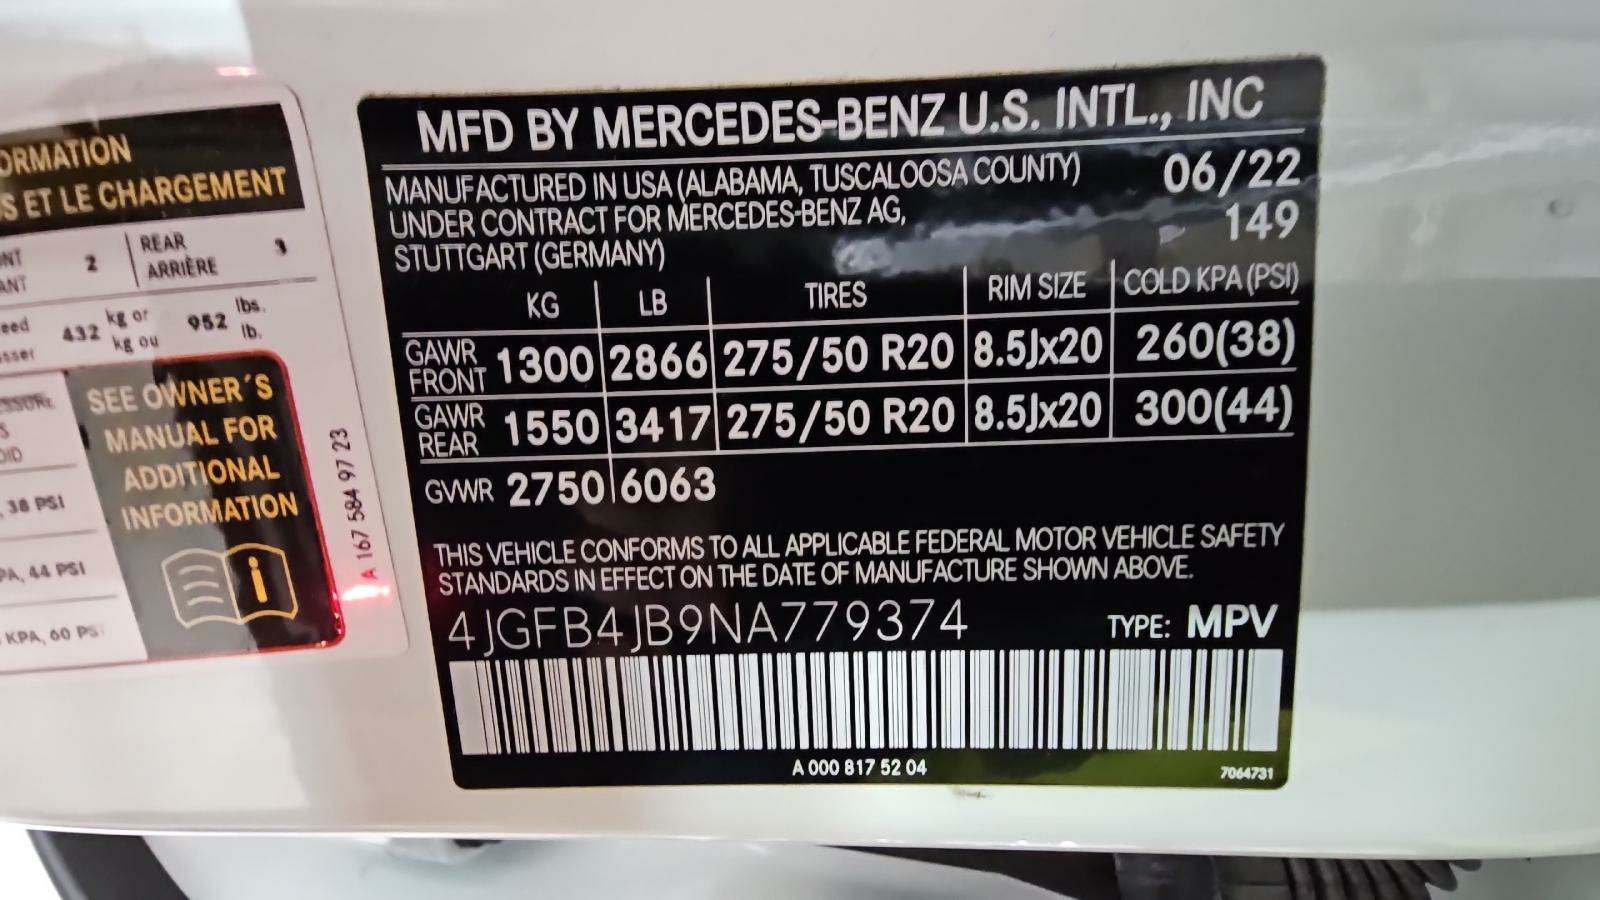 ORMATION
S ET LE CHARGEMENT
2
REAR
ARRIÈRE
3
432 kg or
kg ou
952 lbs.
lb.
SEE OWNER´S
MANUAL FOR
ADDITIONAL
INFORMATION
38 PSI
44 PSI
KPA, 60 PS
A 167 584 97 23
MFD BY MERCEDES-BENZ U.S. INTL., INC
MANUFACTURED IN USA (ALABAMA, TUSCALOOSA COUNTY) 06/22
UNDER CONTRACT FOR MERCEDES-BENZ AG, 149
STUTTGART (GERMANY)
KG LB TIRES RIM SIZE COLD KPA (PSI)
GAWR FRONT 1300 2866 275/50 R20 8.5Jx20 260(38)
GAWR REAR 1550 3417 275/50 R20 8.5Jx20 300(44)
GVWR 2750 6063
THIS VEHICLE CONFORMS TO ALL APPLICABLE FEDERAL MOTOR VEHICLE SAFETY
STANDARDS IN EFFECT ON THE DATE OF MANUFACTURE SHOWN ABOVE.
4JGFB4JB9NA779374 TYPE: MPV
A 000 817 52 04 7064731